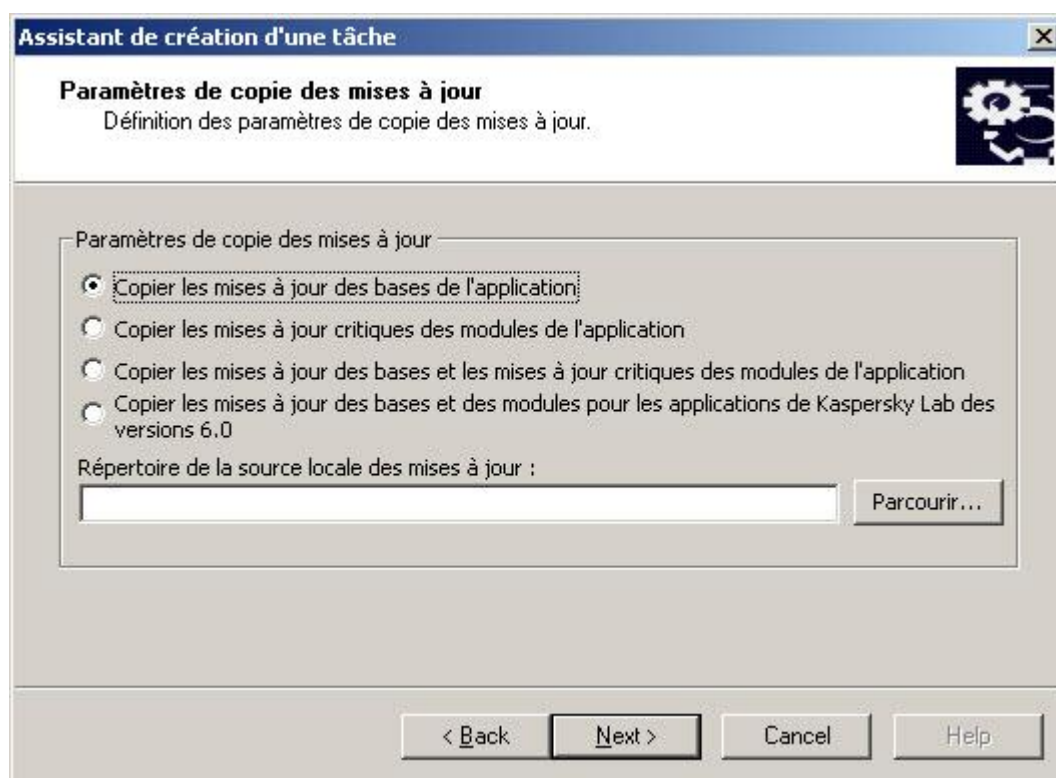 Assistant de création d'une tâche
Paramètres de copie des mises à jour
Définition des paramètres de copie des mises à jour.
Paramètres de copie des mises à jour
Copier les mises à jour des bases de l'application
Copier les mises à jour critiques des modules de l'application
Copier les mises à jour des bases et les mises à jour critiques des modules de l'application
Copier les mises à jour des bases et des modules pour les applications de Kaspersky Lab des
versions 6.0
Répertoire de la source locale des mises à jour :
Parcourir...
< Back
Next >
Cancel
Help